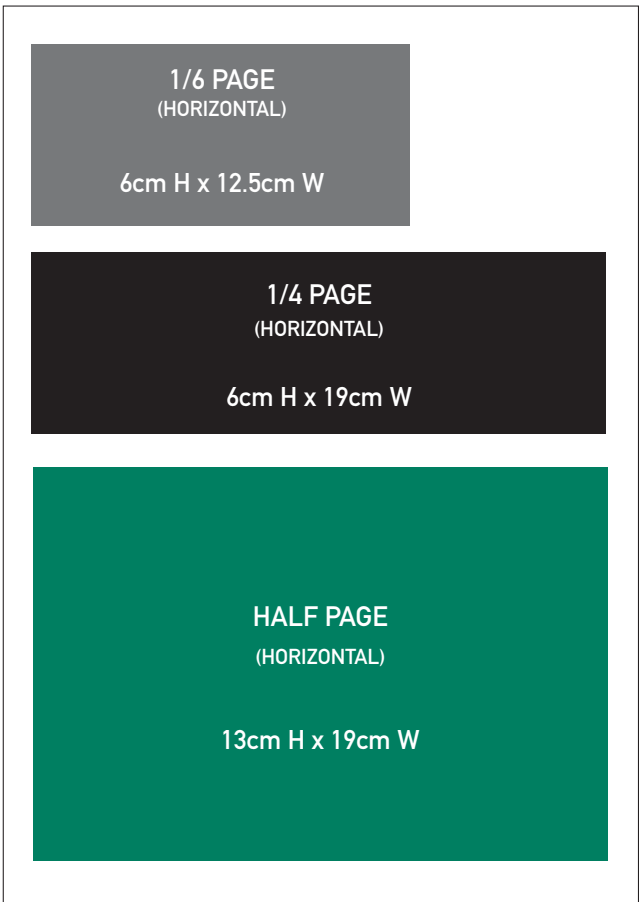 1/6 PAGE
(HORIZONTAL)
6cm H x 12.5cm W
1/4 PAGE
(HORIZONTAL)
6cm H x 19cm W
HALF PAGE
(HORIZONTAL)
13cm H x 19cm W